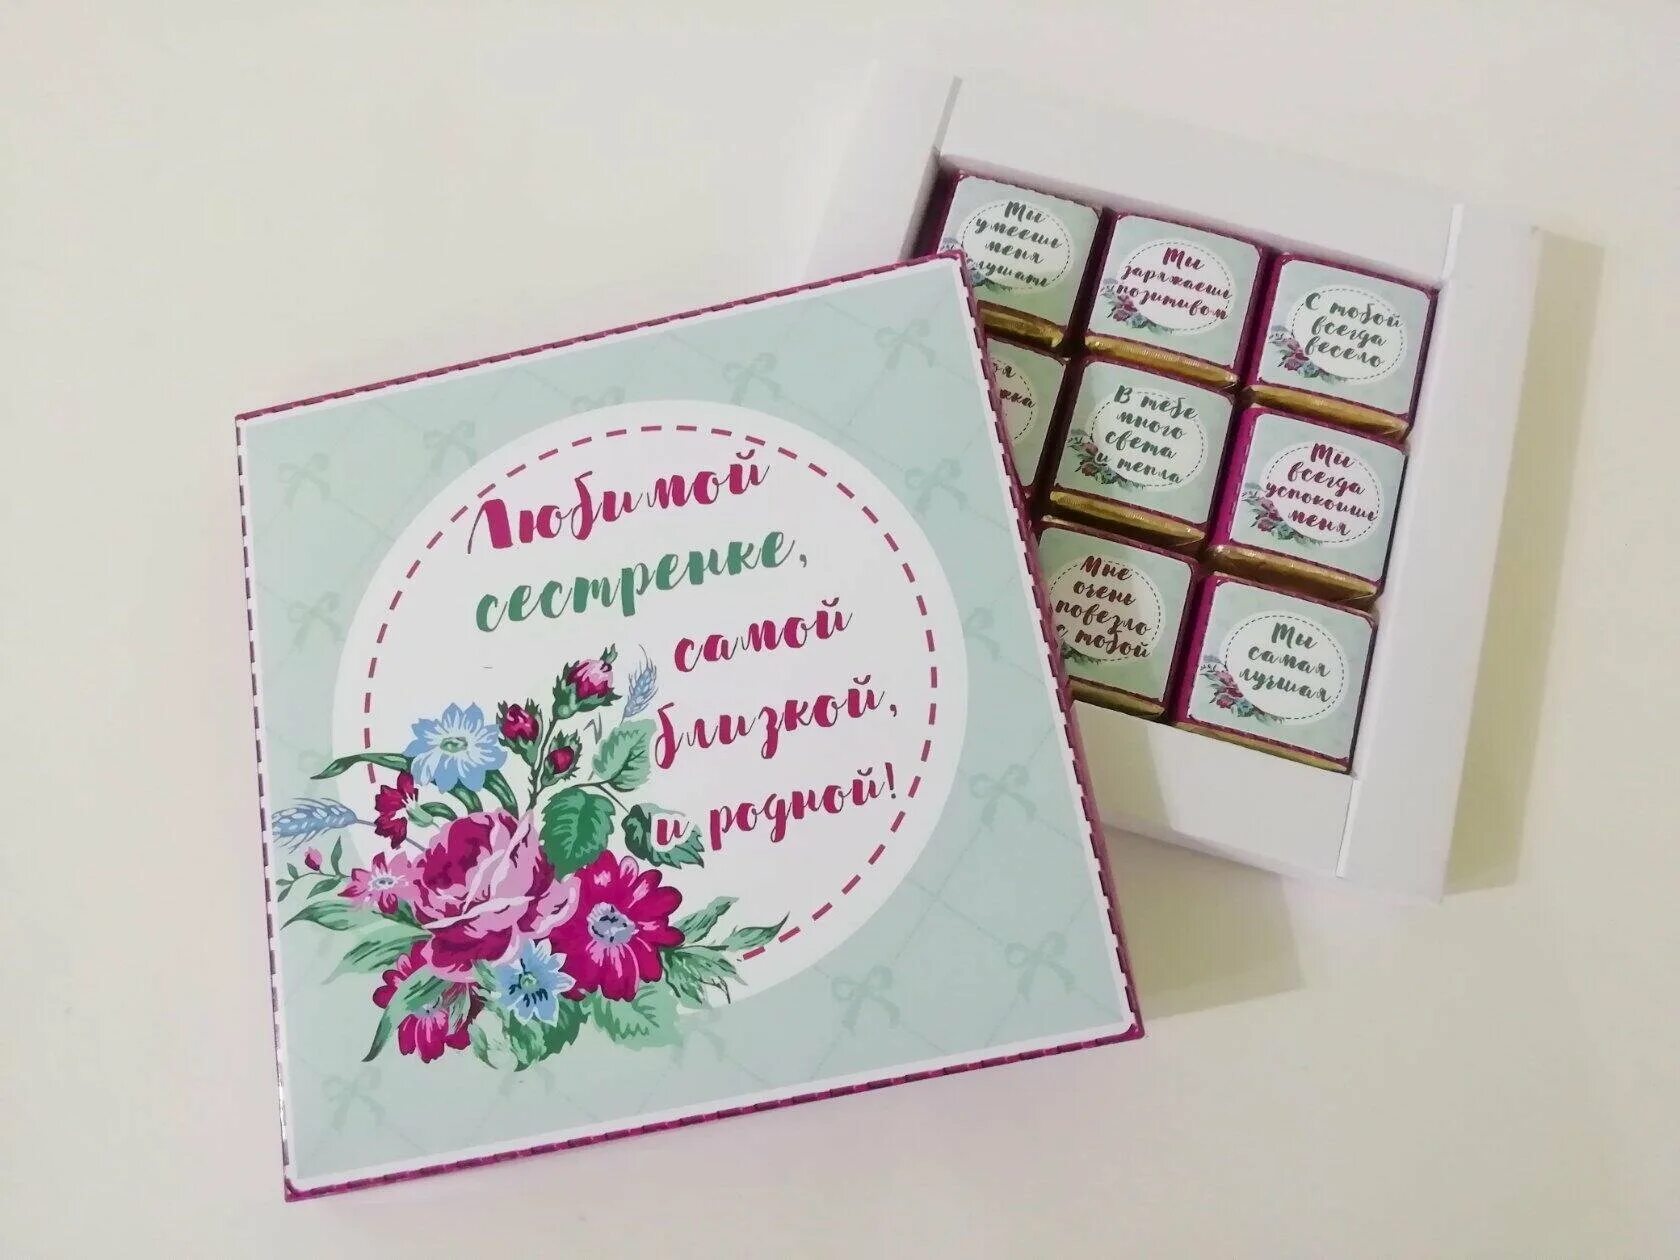 Любимой
сестренке,
самой
близкой,
и родной!
Ты
умеешь
меня
слушать
Ты
заряжаешь
позитивом
С тобой
всегда
весело
В тебе
много
света
и тепла
Ты
всегда
успокоишь
меня
Мне
очень
повезло
с тобой
Ты
самая
лучшая